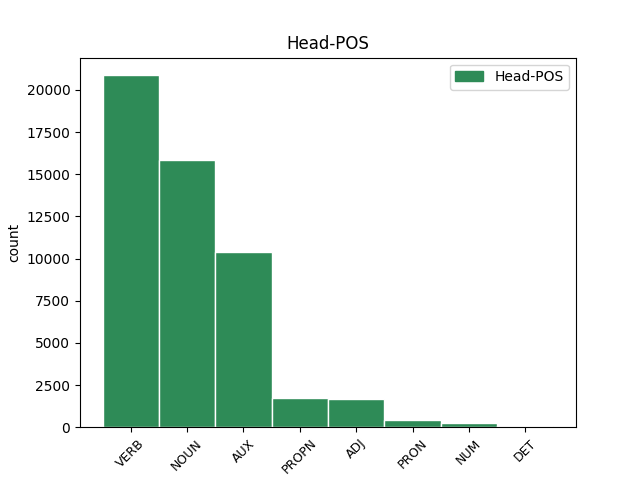 Head-POS
Head-POS
20000
17500
15000
12500
10000
7500
5000
2500
0
count
VERB
NOUN
AUX
PROPN
ADJ
PRON
NUM
DET